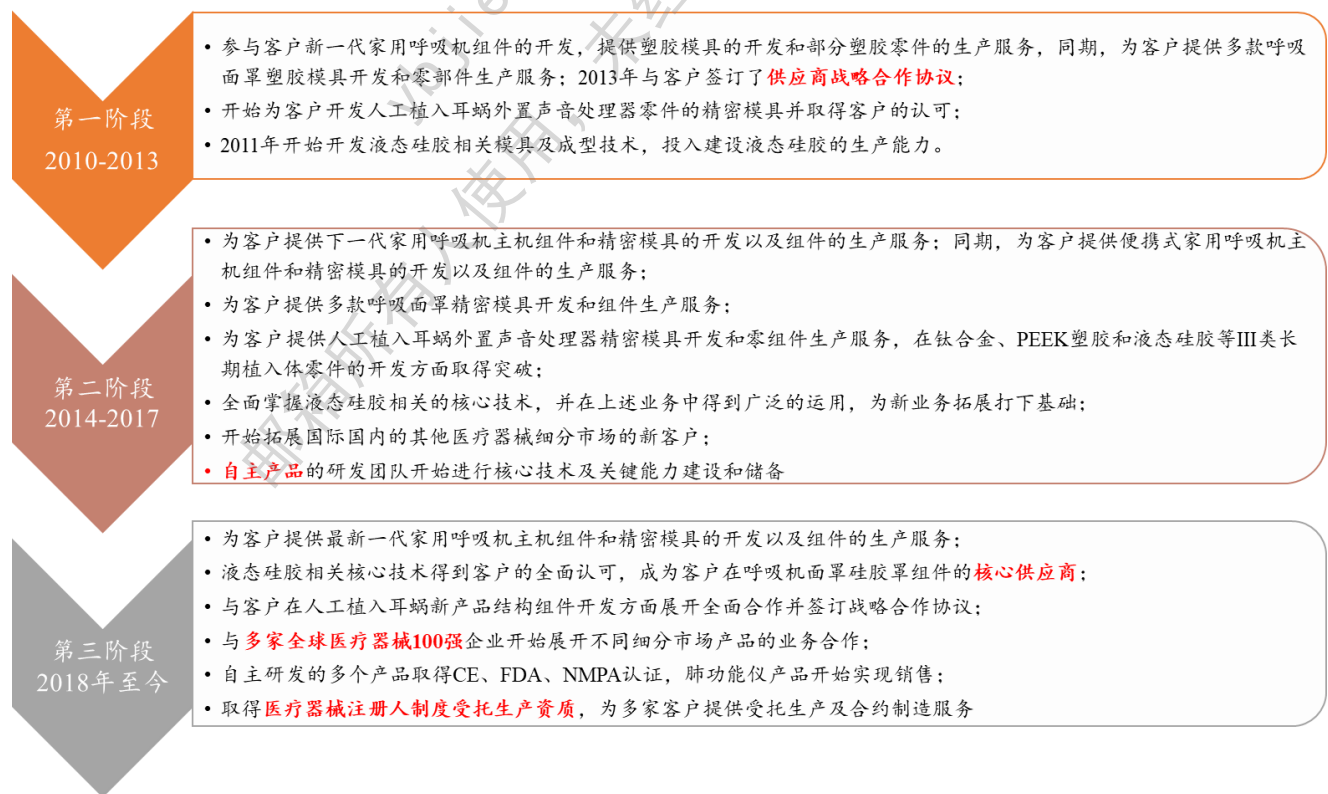 第一阶段
2010-2013
• 参与客户新一代家用呼吸机组件的开发，提供塑胶模具的开发和部分塑胶零件的生产服务，同期，为客户提供多款呼吸
面罩塑胶模具开发和零部件生产服务；2013年与客户签订了供应商战略合作协议；
• 开始为客户开发人工植入耳蜗外置声音处理器零件的精密模具并取得客户的认可；
• 2011年开始开发液态硅胶相关模具及成型技术，投入建设液态硅胶的生产能力。
第二阶段
2014-2017
• 为客户提供下一代家用呼吸机主机组件和精密模具的开发以及组件的生产服务；同期，为客户提供便携式家用呼吸机主
机组件和精密模具的开发以及组件的生产服务；
• 为客户提供多款呼吸面罩精密模具开发和组件生产服务；
• 为客户提供人工植入耳蜗外置声音处理器精密模具开发和零组件生产服务，在钛合金、PEEK塑胶和液态硅胶等III类长
期植入体零件的开发方面取得突破；
• 全面掌握液态硅胶相关的核心技术，并在上述业务中得到广泛的运用，为新业务拓展打下基础；
• 开始拓展国际国内的其他医疗器械细分市场的新客户；
• 自主产品的研发团队开始进行核心技术及关键能力建设和储备
第三阶段
2018年至今
• 为客户提供最新一代家用呼吸机主机组件和精密模具的开发以及组件的生产服务；
• 液态硅胶相关核心技术得到客户的全面认可，成为客户在呼吸机面罩硅胶罩组件的核心供应商；
• 与客户在人工植入耳蜗新产品结构组件开发方面展开全面合作并签订战略合作协议；
• 与多家全球医疗器械100强企业开始展开不同细分市场产品的业务合作；
• 自主研发的多个产品取得CE、FDA、NMPA认证，肺功能仪产品开始实现销售；
• 取得医疗器械注册人制度受托生产资质，为多家客户提供受托生产及合约制造服务
邮箱所有人使用，未经